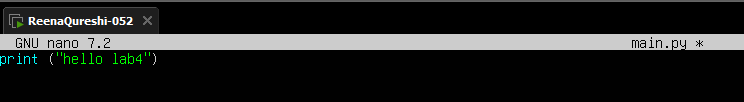 ReenaQureshi-052
GNU nano 7.2 main.py *
print ("hello lab4")